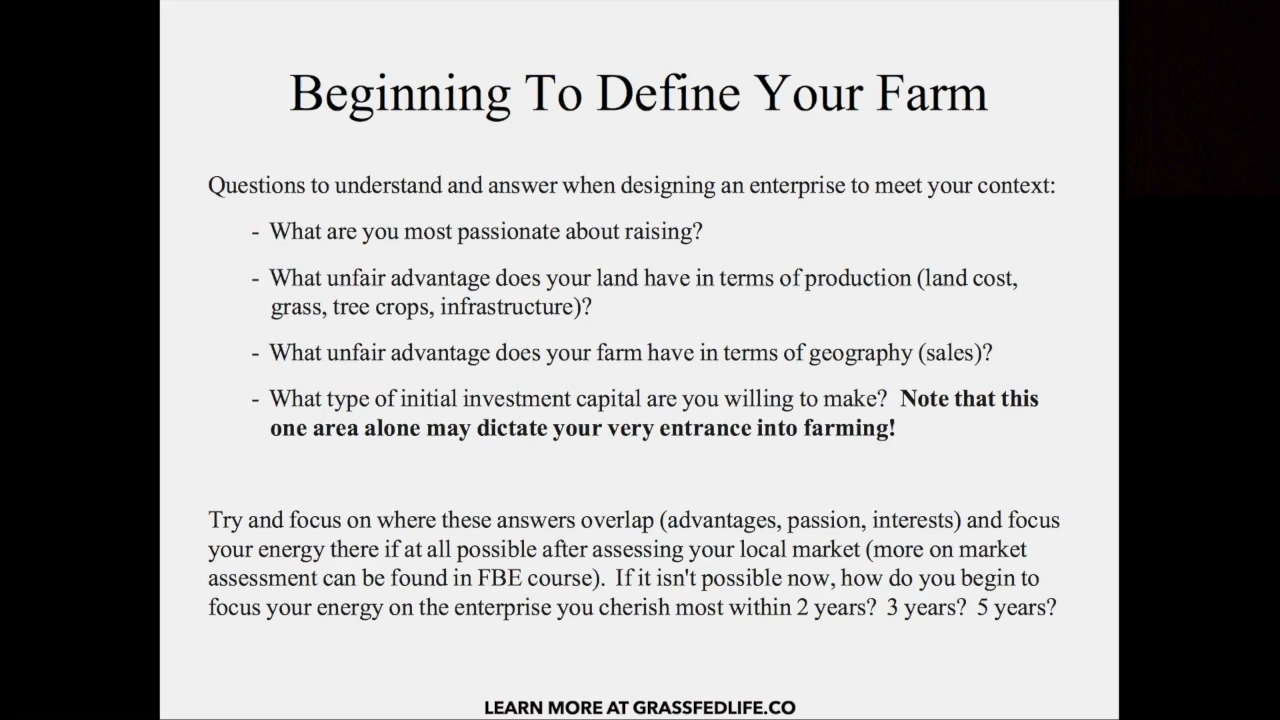 Beginning To Define Your Farm
Questions to understand and answer when designing an enterprise to meet your context:
- What are you most passionate about raising?
- What unfair advantage does your land have in terms of production (land cost,
grass, tree crops, infrastructure)?
- What unfair advantage does your farm have in terms of geography (sales)?
- What type of initial investment capital are you willing to make?  Note that this
one area alone may dictate your very entrance into farming!
Try and focus on where these answers overlap (advantages, passion, interests) and focus
your energy there if at all possible after assessing your local market (more on market
assessment can be found in FBE course).  If it isn't possible now, how do you begin to
focus your energy on the enterprise you cherish most within 2 years?  3 years?  5 years?
LEARN MORE AT GRASSFEDLIFE.CO